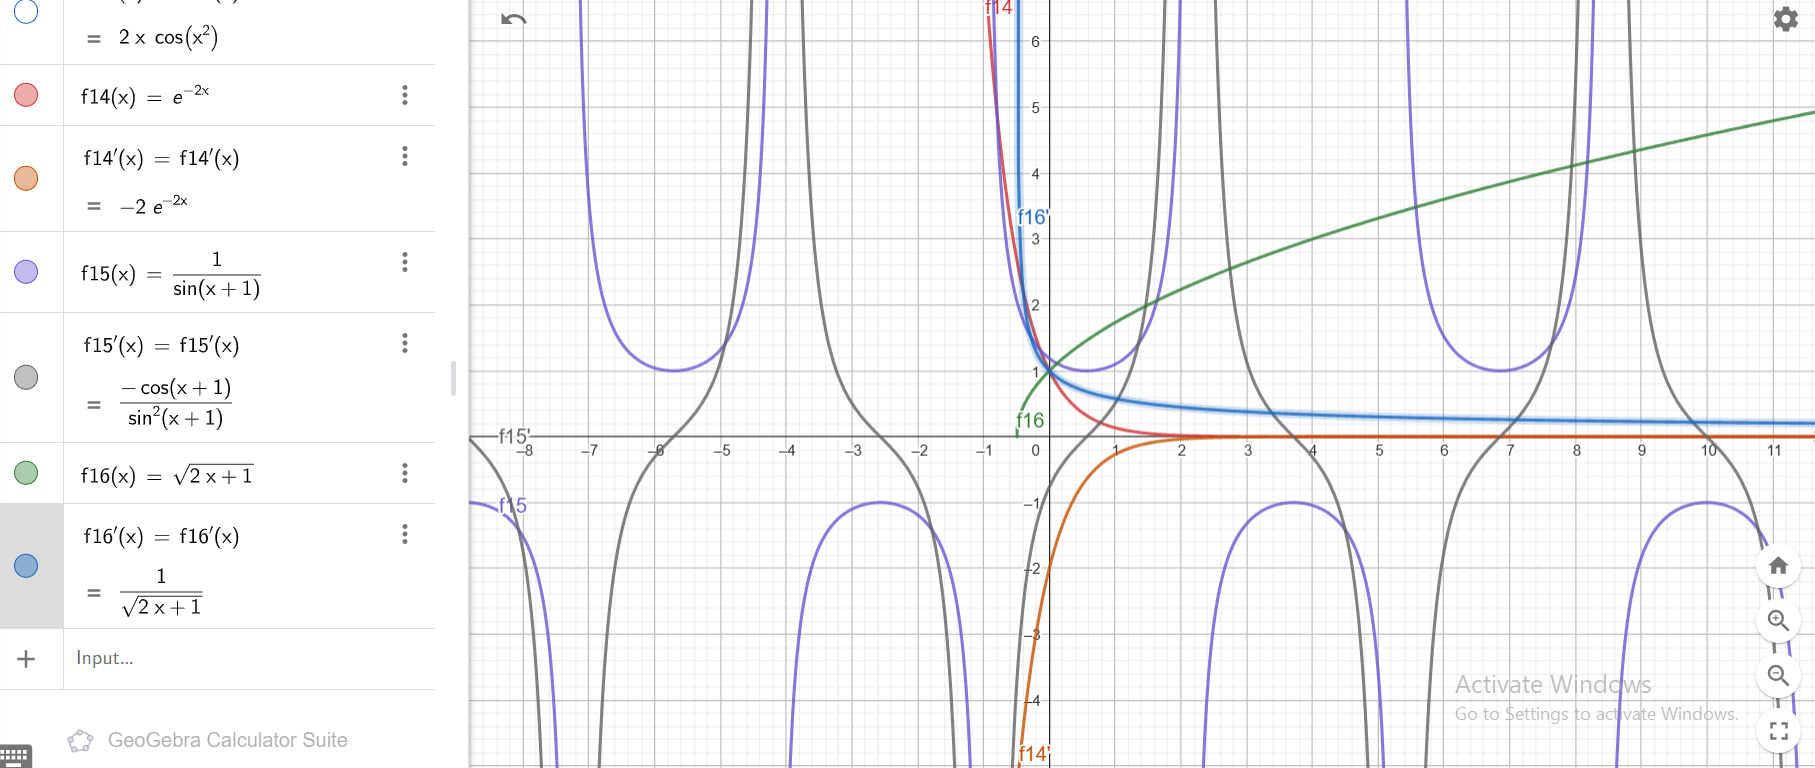 = 2 x cos(x²)
f14(x) = e⁻²ˣ
f14′(x) = f14′(x)
= −2 e⁻²ˣ
f15(x) = 1/sin(x + 1)
f15′(x) = f15′(x)
= − cos(x + 1)/sin²(x + 1)
f16(x) = √(2 x + 1)
f16′(x) = f16′(x)
= 1/√(2 x + 1)
+ Input...
GeoGebra Calculator Suite
f14
6
5
4
f16'
3
2
1
f16
f15'
−8 −7 −6 −5 −4 −3 −2 −1 0 1 2 3 4 5 6 7 8 9 10 11
f15
−1
−2
−3
−4
f14'
Activate Windows
Go to Settings to activate Windows.